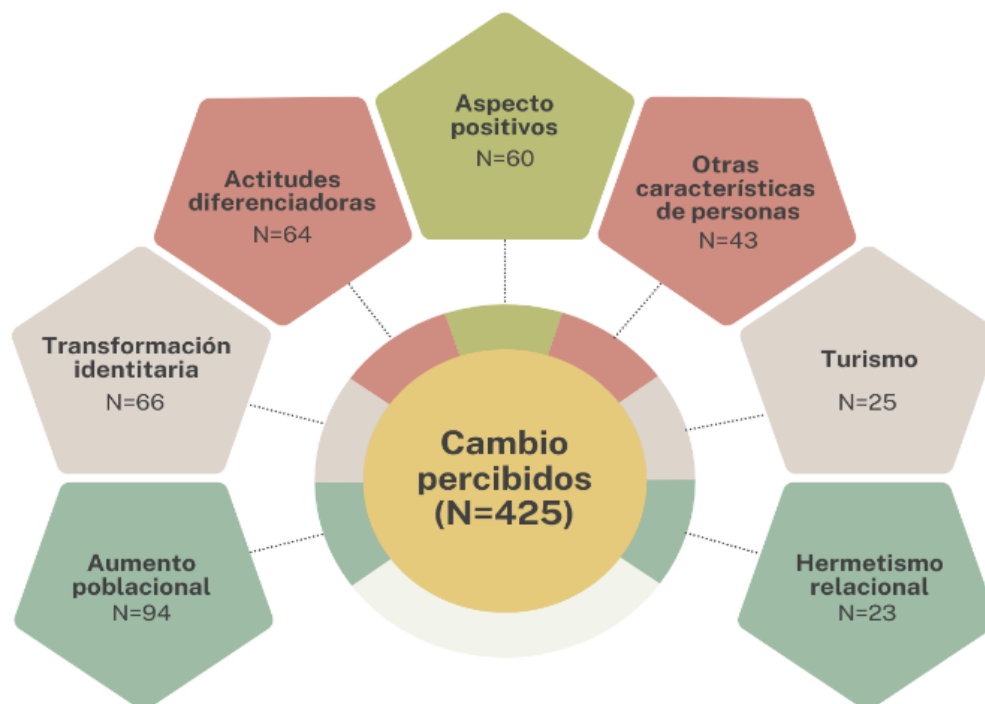 Aspecto
positivos
N=60
Actitudes
diferenciadoras
N=64
Otras
características
de personas
N=43
Transformación
identitaria
N=66
Turismo
N=25
Cambio
percibidos
(N=425)
Aumento
poblacional
N=94
Hermetismo
relacional
N=23